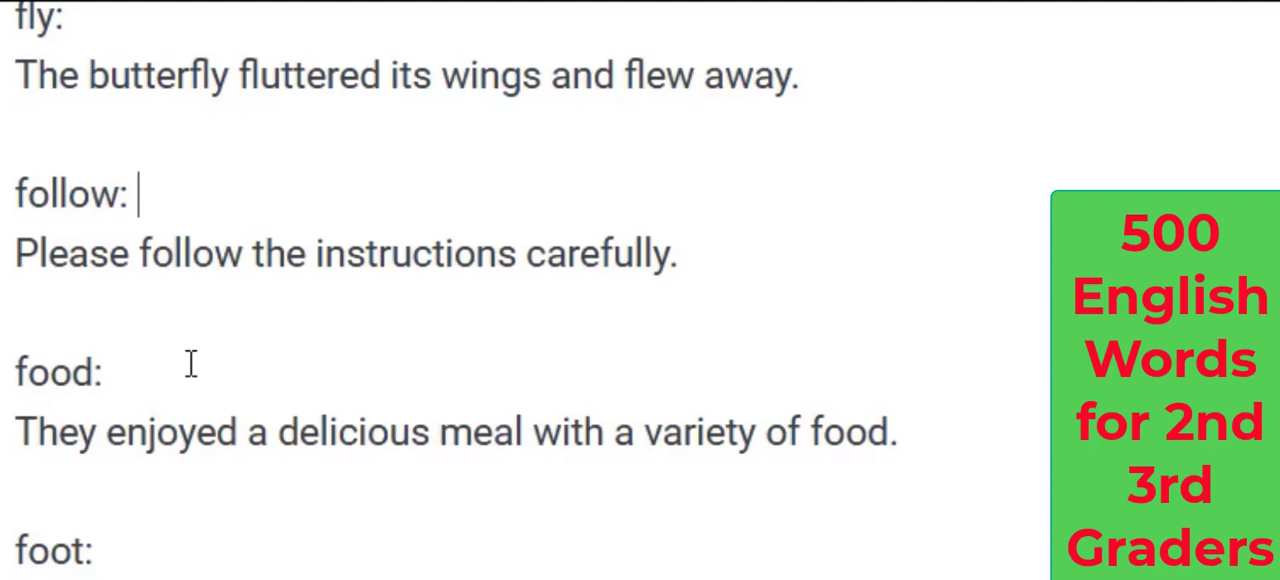 fly:
The butterfly fluttered its wings and flew away.
follow:
Please follow the instructions carefully.
food:
They enjoyed a delicious meal with a variety of food.
foot:
500
English
Words
for 2nd
3rd
Graders